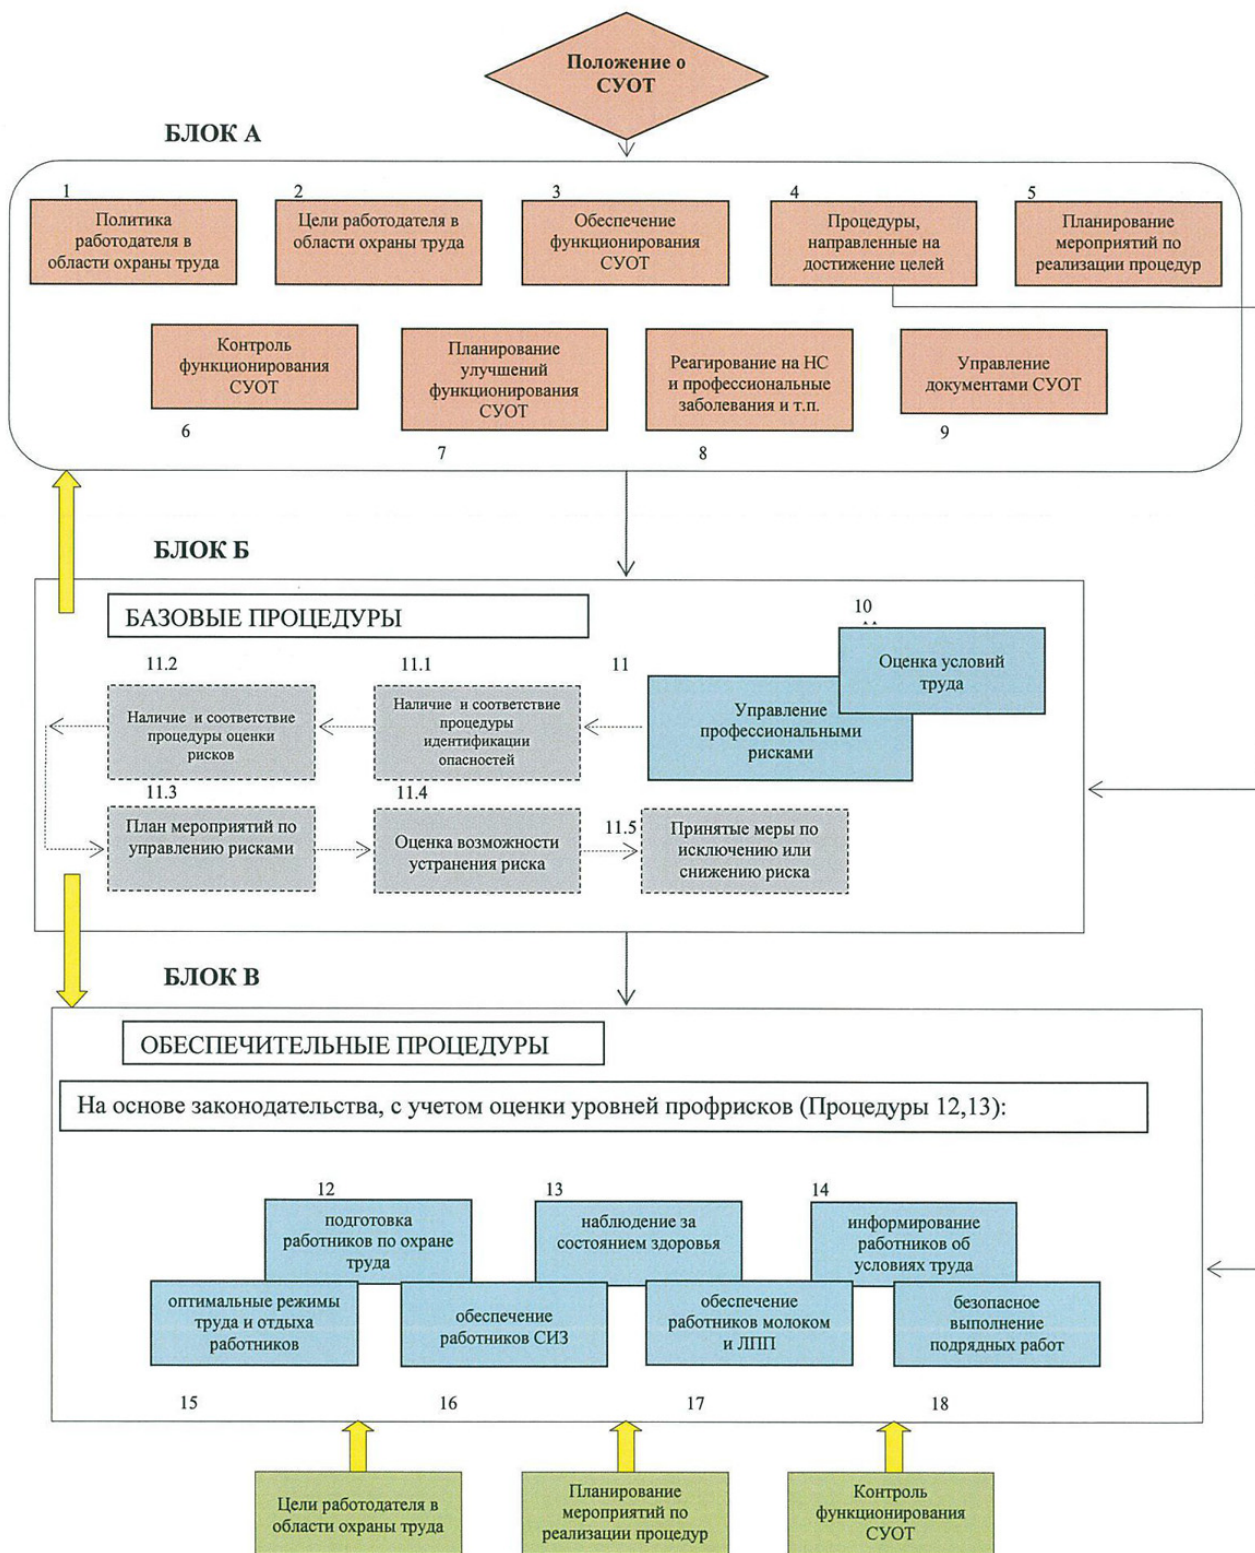 Положение о
СУОТ
БЛОК А
1
Политика
работодателя в
области охраны труда
2
Цели работодателя в
области охраны труда
3
Обеспечение
функционирования
СУОТ
4
Процедуры,
направленные на
достижение целей
5
Планирование
мероприятий по
реализации процедур
Контроль
функционирования
СУОТ
6
Планирование
улучшений
функционирования
СУОТ
7
Реагирование на НС
и профессиональные
заболевания и т.п.
8
Управление
документами СУОТ
9
БЛОК Б
БАЗОВЫЕ ПРОЦЕДУРЫ
10
Оценка условий
труда
11
Управление
профессиональными
рисками
11.1
Наличие и соответствие
процедуры
идентификации
опасностей
11.2
Наличие и соответствие
процедуры оценки
рисков
11.3
План мероприятий по
управлению рисками
11.4
Оценка возможности
устранения риска
11.5
Принятые меры по
исключению или
снижению риска
БЛОК В
ОБЕСПЕЧИТЕЛЬНЫЕ ПРОЦЕДУРЫ
На основе законодательства, с учетом оценки уровней профрисков (Процедуры 12,13):
12
подготовка
работников по охране
труда
13
наблюдение за
состоянием здоровья
14
информирование
работников об
условиях труда
оптимальные режимы
труда и отдыха
работников
15
обеспечение
работников СИЗ
16
обеспечение
работников молоком
и ЛПП
17
безопасное
выполнение
подрядных работ
18
Цели работодателя в
области охраны труда
Планирование
мероприятий по
реализации процедур
Контроль
функционирования
СУОТ